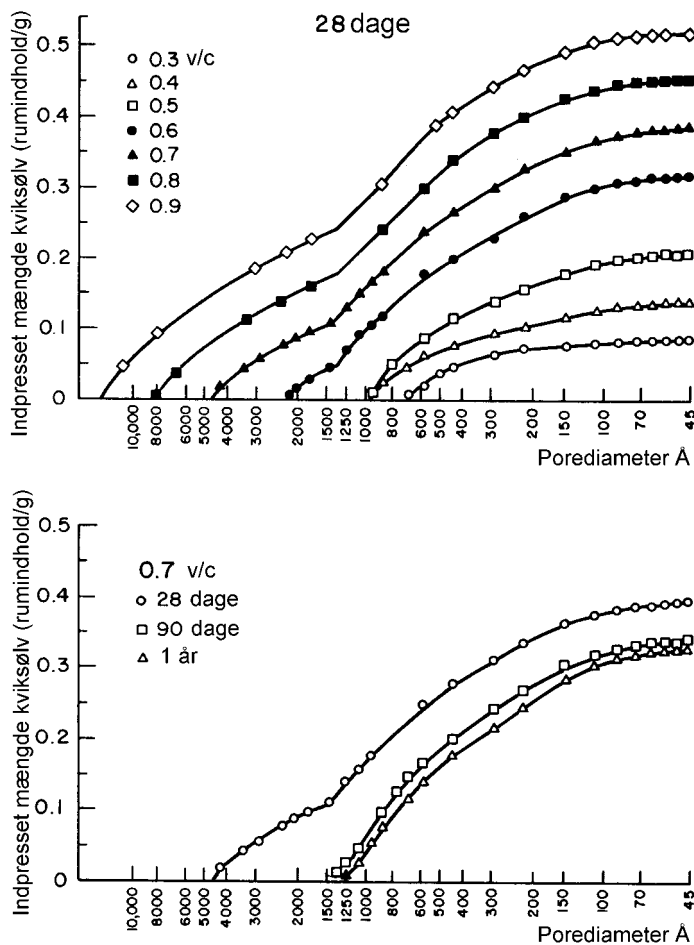 28 dage
Indpresset mængde kviksølv (rumindhold/g)
0.5
0.4
0.3
0.2
0.1
0
0.3 v/c
0.4
0.5
0.6
0.7
0.8
0.9
10,000 8000 6000 5000 4000 3000 2000 1500 1250 1000 800 600 500 400 300 200 150 100 70 45
Porediameter Å
Indpresset mængde kviksølv (rumindhold/g)
0.5
0.4
0.3
0.2
0.1
0
0.7 v/c
28 dage
90 dage
1 år
10,000 8000 6000 5000 4000 3000 2000 1500 1250 1000 800 600 500 400 300 200 150 100 70 45
Porediameter Å